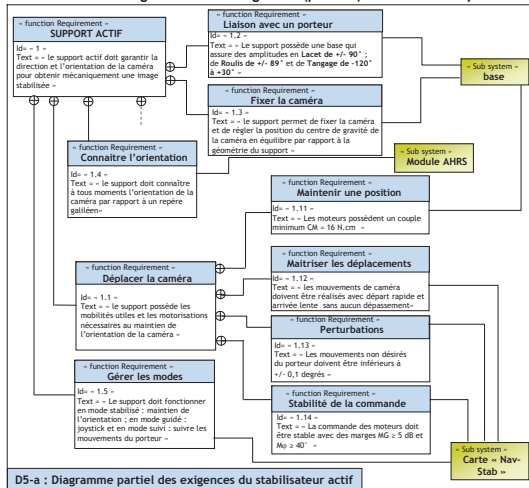 « function Requirement »
SUPPORT ACTIF
Id= « 1 »
Text = « le support actif doit garantir la
direction et l'orientation de la caméra
pour obtenir mécaniquement une image
stabilisée »
« function Requirement »
Liaison avec un porteur
Id= « 1.2 »
Text = « Le support possède une base qui
assure des amplitudes en Lacet de +/- 90° ;
de Roulis de +/- 89° et de Tangage de -120°
à +30° »
« Sub system »
base
« function Requirement »
Fixer la caméra
Id= « 1.3 »
Text = « le support permet de fixer la caméra
et de régler la position du centre de gravité de
la caméra en équilibre par rapport à la
géométrie du support »
« function Requirement »
Connaitre l'orientation
Id= « 1.4 »
Text = « le support doit connaître
à tous moments l'orientation de la
caméra par rapport à un repère
galiléen»
« Sub system »
Module AHRS
« function Requirement »
Maintenir une position
Id= « 1.11 »
Text = « Les moteurs possèdent un couple
minimum CM = 16 N.cm »
« function Requirement »
Déplacer la caméra
Id= « 1.1 »
Text = « le support possède les
mobilités utiles et les motorisations
nécessaires au maintien de
l'orientation de la caméra »
« function Requirement »
Maitriser les déplacements
Id= « 1.12 »
Text = « les mouvements de caméra
doivent être réalisés avec départ rapide et
arrivée lente sans aucun dépassement»
« function Requirement »
Perturbations
Id= « 1.13 »
Text = « Les mouvements non désirés
du porteur doivent être inférieurs à
+/- 0,1 degrés »
« function Requirement »
Gérer les modes
Id= « 1.5 »
Text = « Le support doit fonctionner
en mode stabilisé : maintien de
l'orientation ; en mode guidé :
joystick et en mode suivi : suivre les
mouvements du porteur »
« function Requirement »
Stabilité de la commande
Id= « 1.14 »
Text = « La commande des moteurs doit
être stable avec des marges MG ≥ 5 dB et
Mφ ≥ 40° »
« Sub system »
Carte « Nav-
Stab »
D5-a : Diagramme partiel des exigences du stabilisateur actif